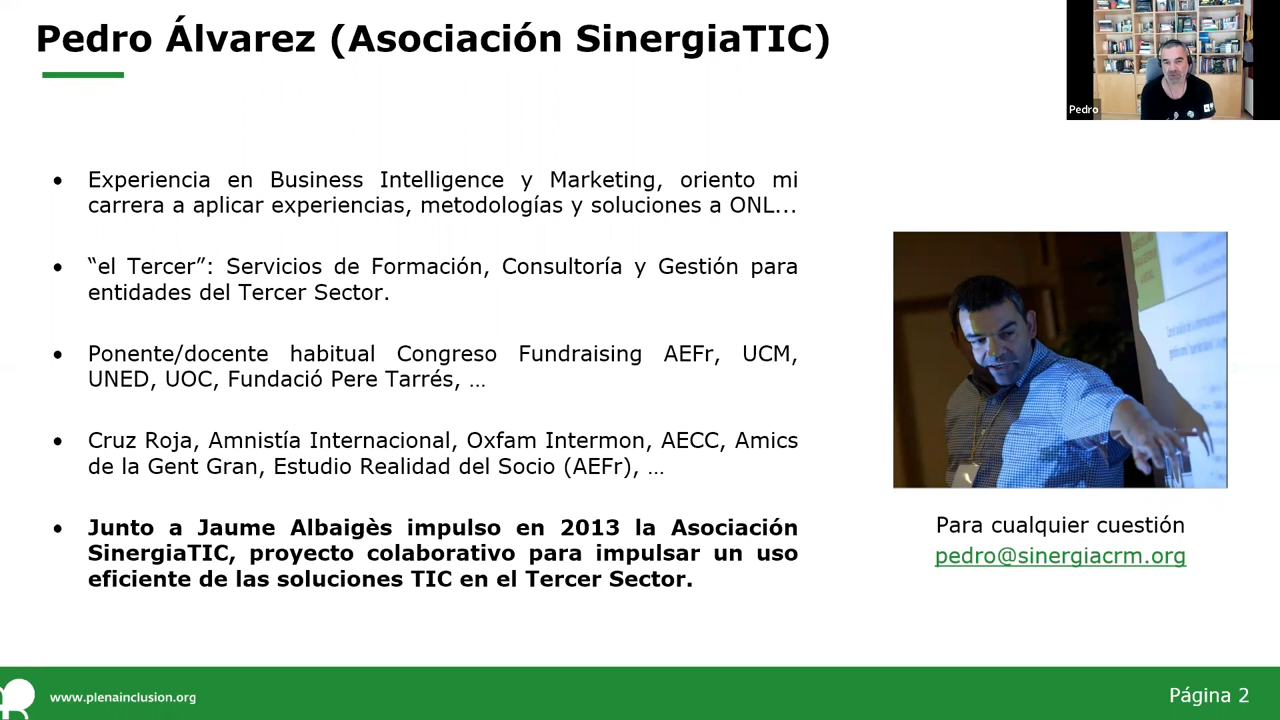 Pedro Álvarez (Asociación SinergiaTIC)
Pedro
Experiencia en Business Intelligence y Marketing, oriento mi
carrera a aplicar experiencias, metodologías y soluciones a ONL...
“el Tercer”: Servicios de Formación, Consultoría y Gestión para
entidades del Tercer Sector.
Ponente/docente habitual Congreso Fundraising AEFr, UCM,
UNED, UOC, Fundació Pere Tarrés, ...
Cruz Roja, Amnistía Internacional, Oxfam Intermon, AECC, Amics
de la Gent Gran, Estudio Realidad del Socio (AEFr), ...
Junto a Jaume Albaigès impulso en 2013 la Asociación
SinergiaTIC, proyecto colaborativo para impulsar un uso
eficiente de las soluciones TIC en el Tercer Sector.
Para cualquier cuestión
pedro@sinergiacrm.org
www.plenainclusion.org
Página 2